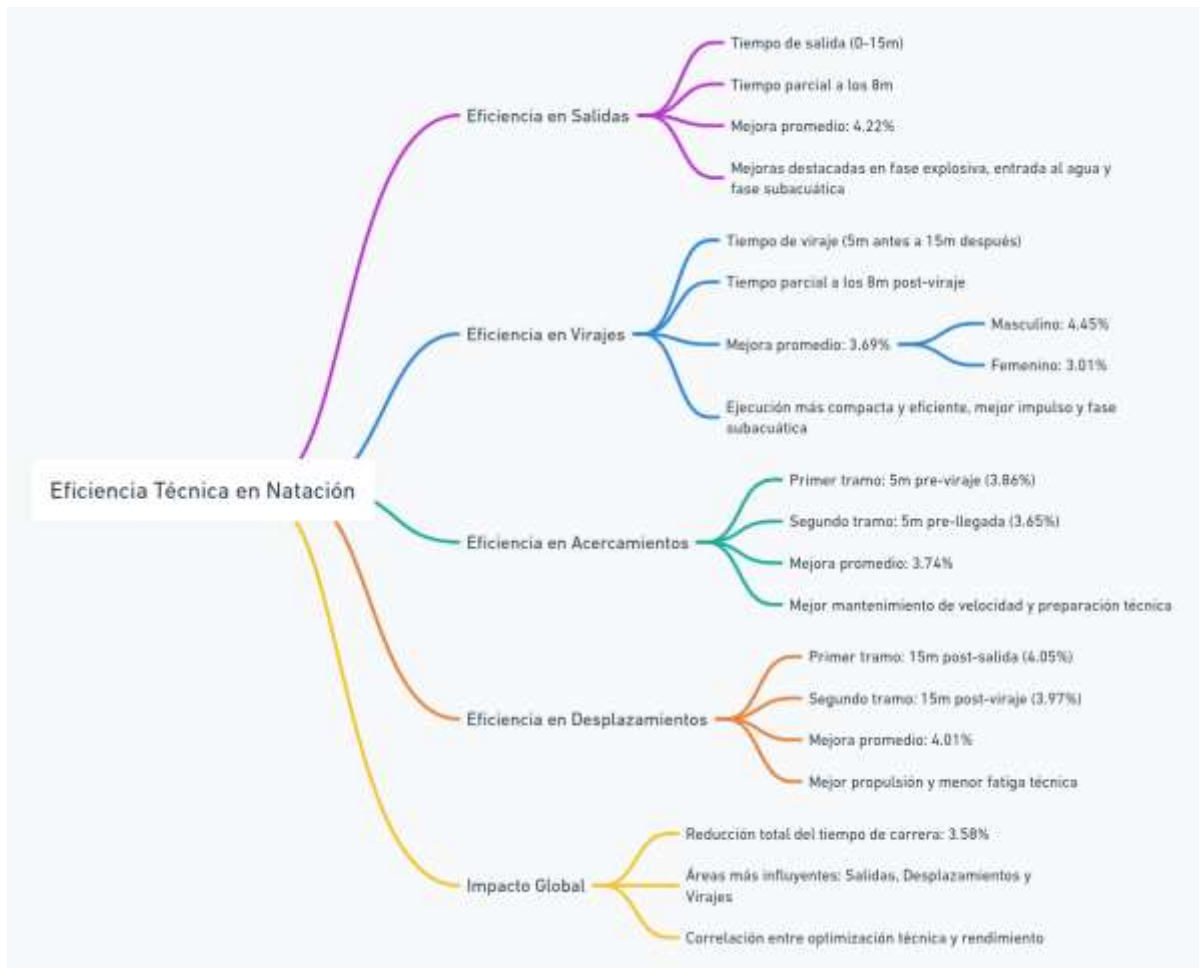 Eficiencia Técnica en Natación
Eficiencia en Salidas
Tiempo de salida (0-15m)
Tiempo parcial a los 8m
Mejora promedio: 4.22%
Mejoras destacadas en fase explosiva, entrada al agua y
fase subacuática
Eficiencia en Virajes
Tiempo de viraje (5m antes a 15m después)
Tiempo parcial a los 8m post-viraje
Mejora promedio: 3.69%
Masculino: 4.45%
Femenino: 3.01%
Ejecución más compacta y eficiente, mejor impulso y fase
subacuática
Eficiencia en Acercamientos
Primer tramo: 5m pre-viraje (3.86%)
Segundo tramo: 5m pre-llegada (3.65%)
Mejora promedio: 3.74%
Mejor mantenimiento de velocidad y preparación técnica
Eficiencia en Desplazamientos
Primer tramo: 15m post-salida (4.05%)
Segundo tramo: 15m post-viraje (3.97%)
Mejora promedio: 4.01%
Mejor propulsión y menor fatiga técnica
Impacto Global
Reducción total del tiempo de carrera: 3.58%
Áreas más influyentes: Salidas, Desplazamientos y
Virajes
Correlación entre optimización técnica y rendimiento